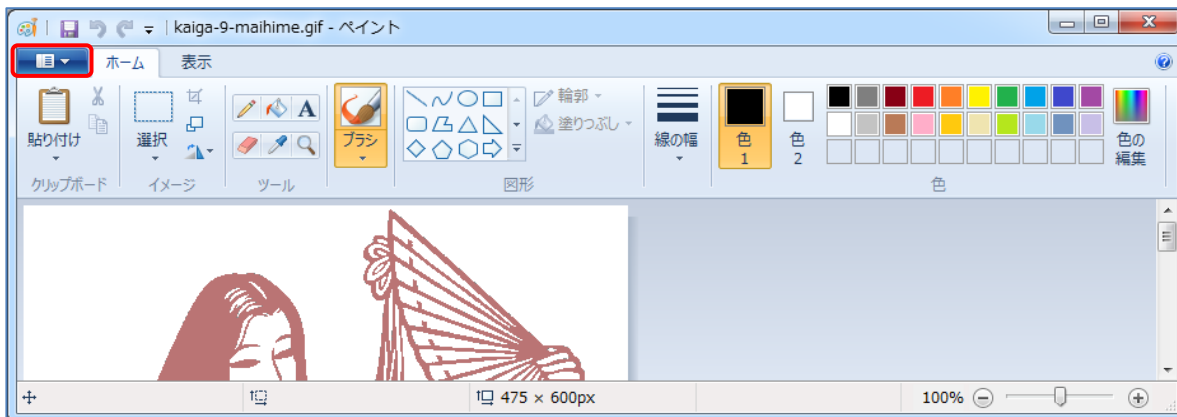 kaiga-9-maihime.gif - ペイント
ホーム 表示
貼り付け
選択
A
ブラシ
輪郭
塗りつぶし
線の幅
色
1
色
2
色の
編集
クリップボード
イメージ
ツール
図形
色
475 × 600px
100%